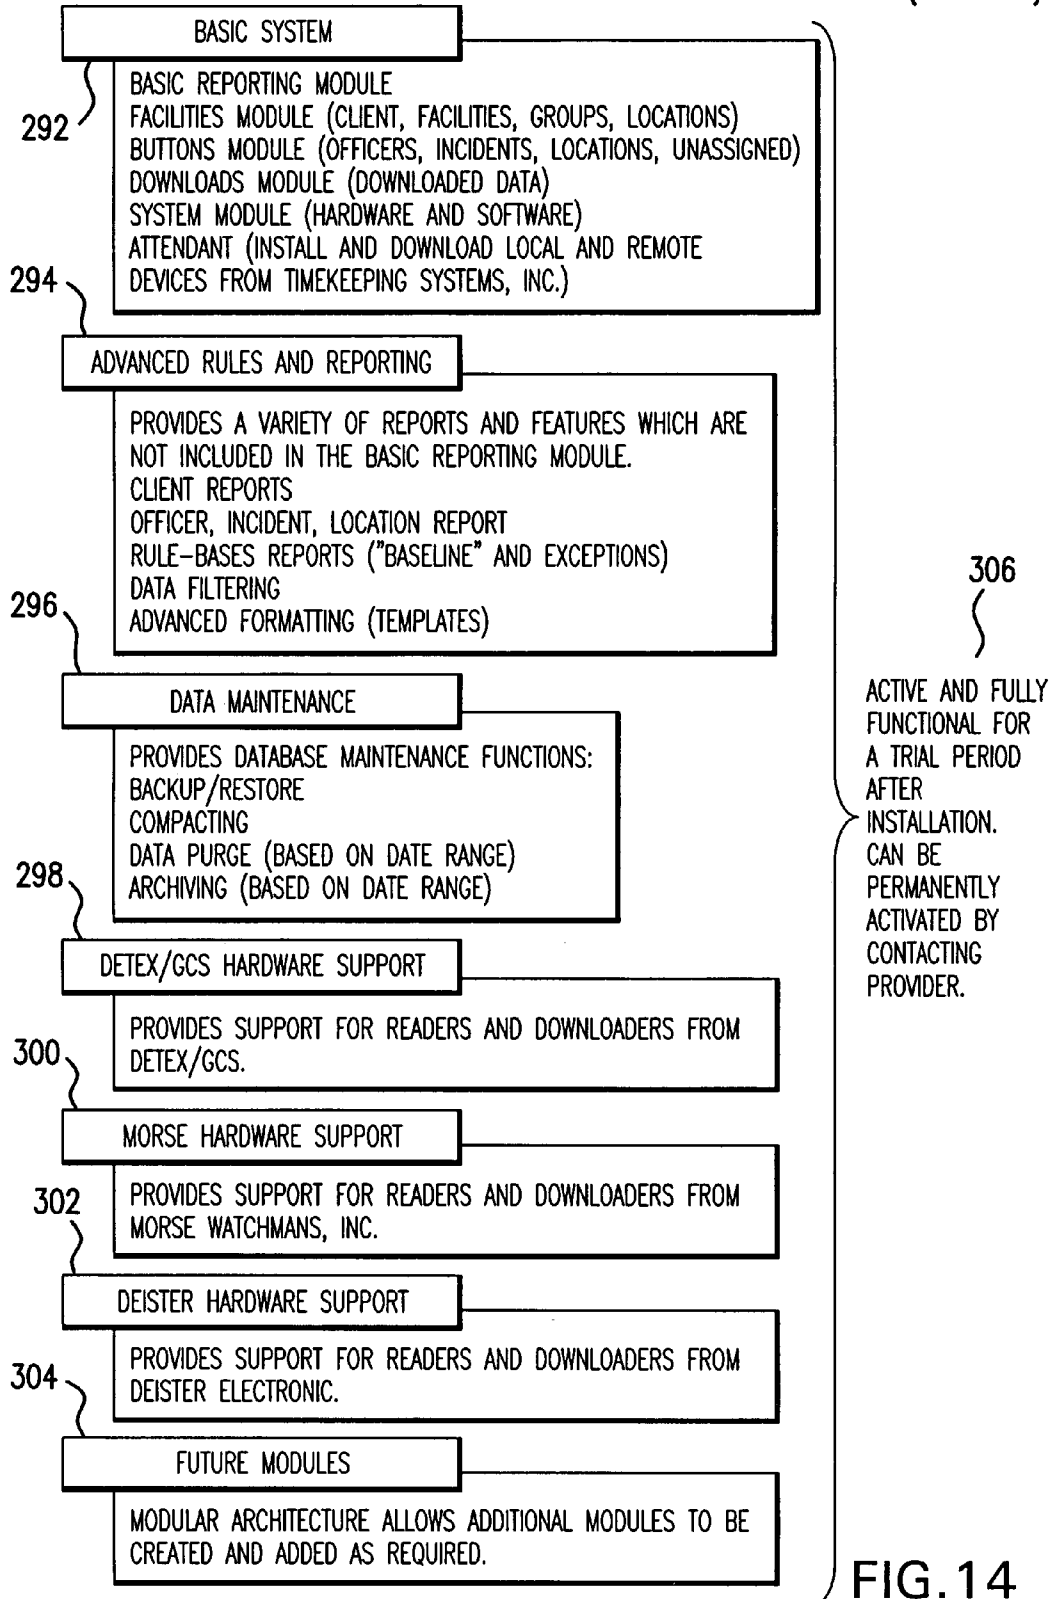 BASIC SYSTEM
292
BASIC REPORTING MODULE
FACILITIES MODULE (CLIENT, FACILITIES, GROUPS, LOCATIONS)
BUTTONS MODULE (OFFICERS, INCIDENTS, LOCATIONS, UNASSIGNED)
DOWNLOADS MODULE (DOWNLOADED DATA)
SYSTEM MODULE (HARDWARE AND SOFTWARE)
ATTENDANT (INSTALL AND DOWNLOAD LOCAL AND REMOTE
DEVICES FROM TIMEKEEPING SYSTEMS, INC.)
294
ADVANCED RULES AND REPORTING
PROVIDES A VARIETY OF REPORTS AND FEATURES WHICH ARE
NOT INCLUDED IN THE BASIC REPORTING MODULE.
CLIENT REPORTS
OFFICER, INCIDENT, LOCATION REPORT
RULE-BASES REPORTS ("BASELINE" AND EXCEPTIONS)
DATA FILTERING
ADVANCED FORMATTING (TEMPLATES)
296
DATA MAINTENANCE
PROVIDES DATABASE MAINTENANCE FUNCTIONS:
BACKUP/RESTORE
COMPACTING
DATA PURGE (BASED ON DATE RANGE)
ARCHIVING (BASED ON DATE RANGE)
298
DETEX/GCS HARDWARE SUPPORT
PROVIDES SUPPORT FOR READERS AND DOWNLOADERS FROM
DETEX/GCS.
300
MORSE HARDWARE SUPPORT
PROVIDES SUPPORT FOR READERS AND DOWNLOADERS FROM
MORSE WATCHMANS, INC.
302
DEISTER HARDWARE SUPPORT
PROVIDES SUPPORT FOR READERS AND DOWNLOADERS FROM
DEISTER ELECTRONIC.
304
FUTURE MODULES
MODULAR ARCHITECTURE ALLOWS ADDITIONAL MODULES TO BE
CREATED AND ADDED AS REQUIRED.
306
ACTIVE AND FULLY
FUNCTIONAL FOR
A TRIAL PERIOD
AFTER
INSTALLATION.
CAN BE
PERMANENTLY
ACTIVATED BY
CONTACTING
PROVIDER.
FIG.14